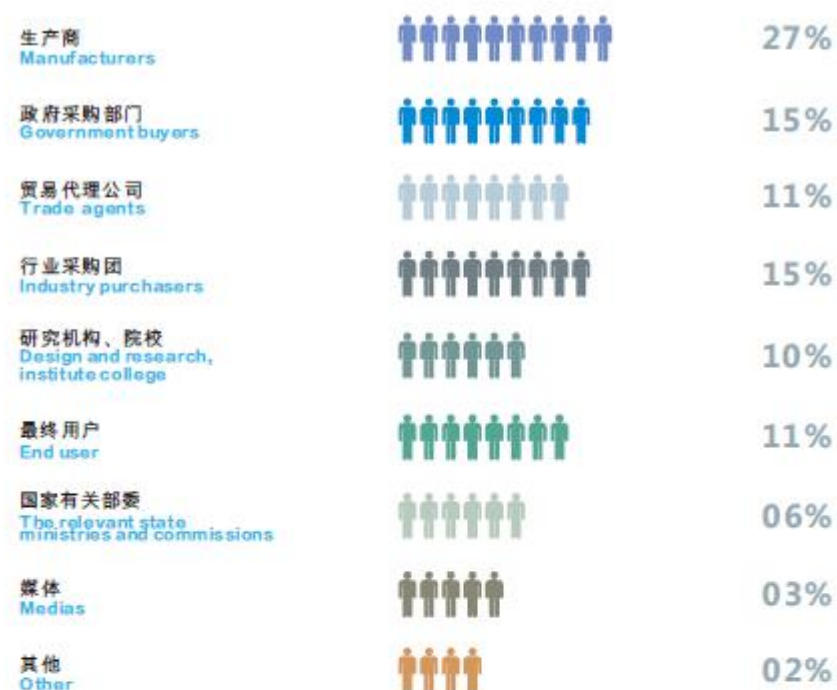 生产商
27%
Manufacturers
政府采购部门
15%
Government buyers
贸易代理公司
11%
Trade agents
行业采购团
15%
Industry purchasers
研究机构、院校
10%
Design and research,
institute college
最终用户
11%
End user
国家有关部委
06%
The relevant state
ministries and commissions
媒体
03%
Medias
其他
02%
Other